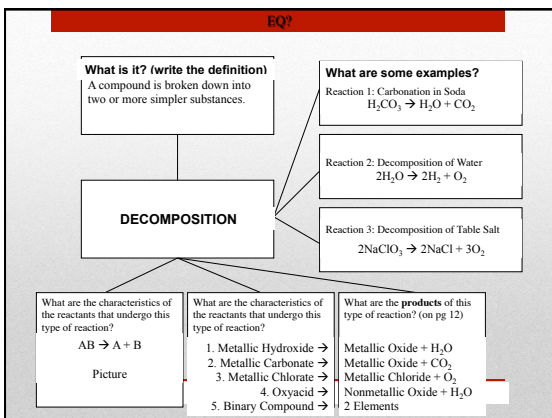 EQ?
What is it? (write the definition)
A compound is broken down into
two or more simpler substances.
What are some examples?
Reaction 1: Carbonation in Soda
H₂CO₃ → H₂O + CO₂
Reaction 2: Decomposition of Water
2H₂O → 2H₂ + O₂
DECOMPOSITION
Reaction 3: Decomposition of Table Salt
2NaClO₃ → 2NaCl + 3O₂
What are the characteristics of
the reactants that undergo this
type of reaction?
AB → A + B
Picture
What are the characteristics of
the reactants that undergo this
type of reaction?
1. Metallic Hydroxide →
2. Metallic Carbonate →
3. Metallic Chlorate →
4. Oxyacid →
5. Binary Compound →
What are the products of this
type of reaction? (on pg 12)
Metallic Oxide + H₂O
Metallic Oxide + CO₂
Metallic Chloride + O₂
Nonmetallic Oxide + H₂O
2 Elements